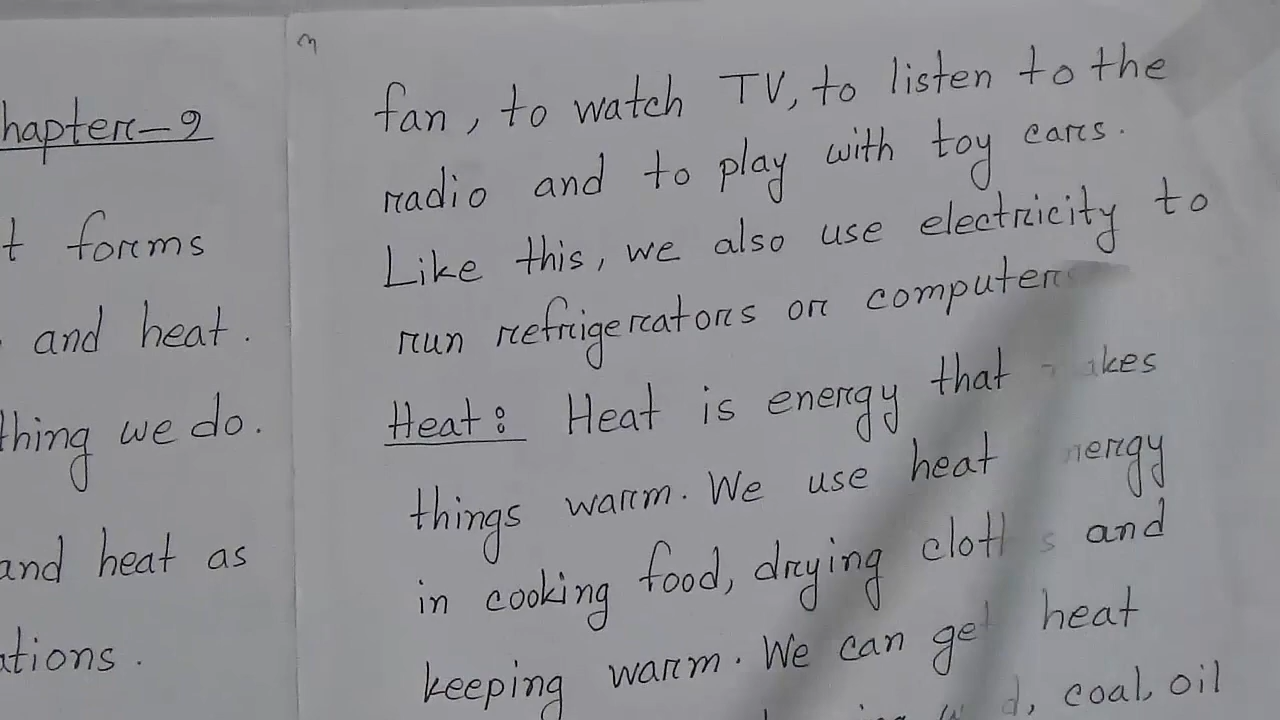 hapter-9
t forms
and heat.
thing we do.
and heat as
ations.
fan, to watch TV, to listen to the
radio and to play with toy cars.
Like this, we also use electricity to
run refrigerators or computer
Heat: Heat is energy that akes
things warm. We use heat nergy
in cooking food, drying cloth s and
keeping warm. We can get heat
d, coal, oil